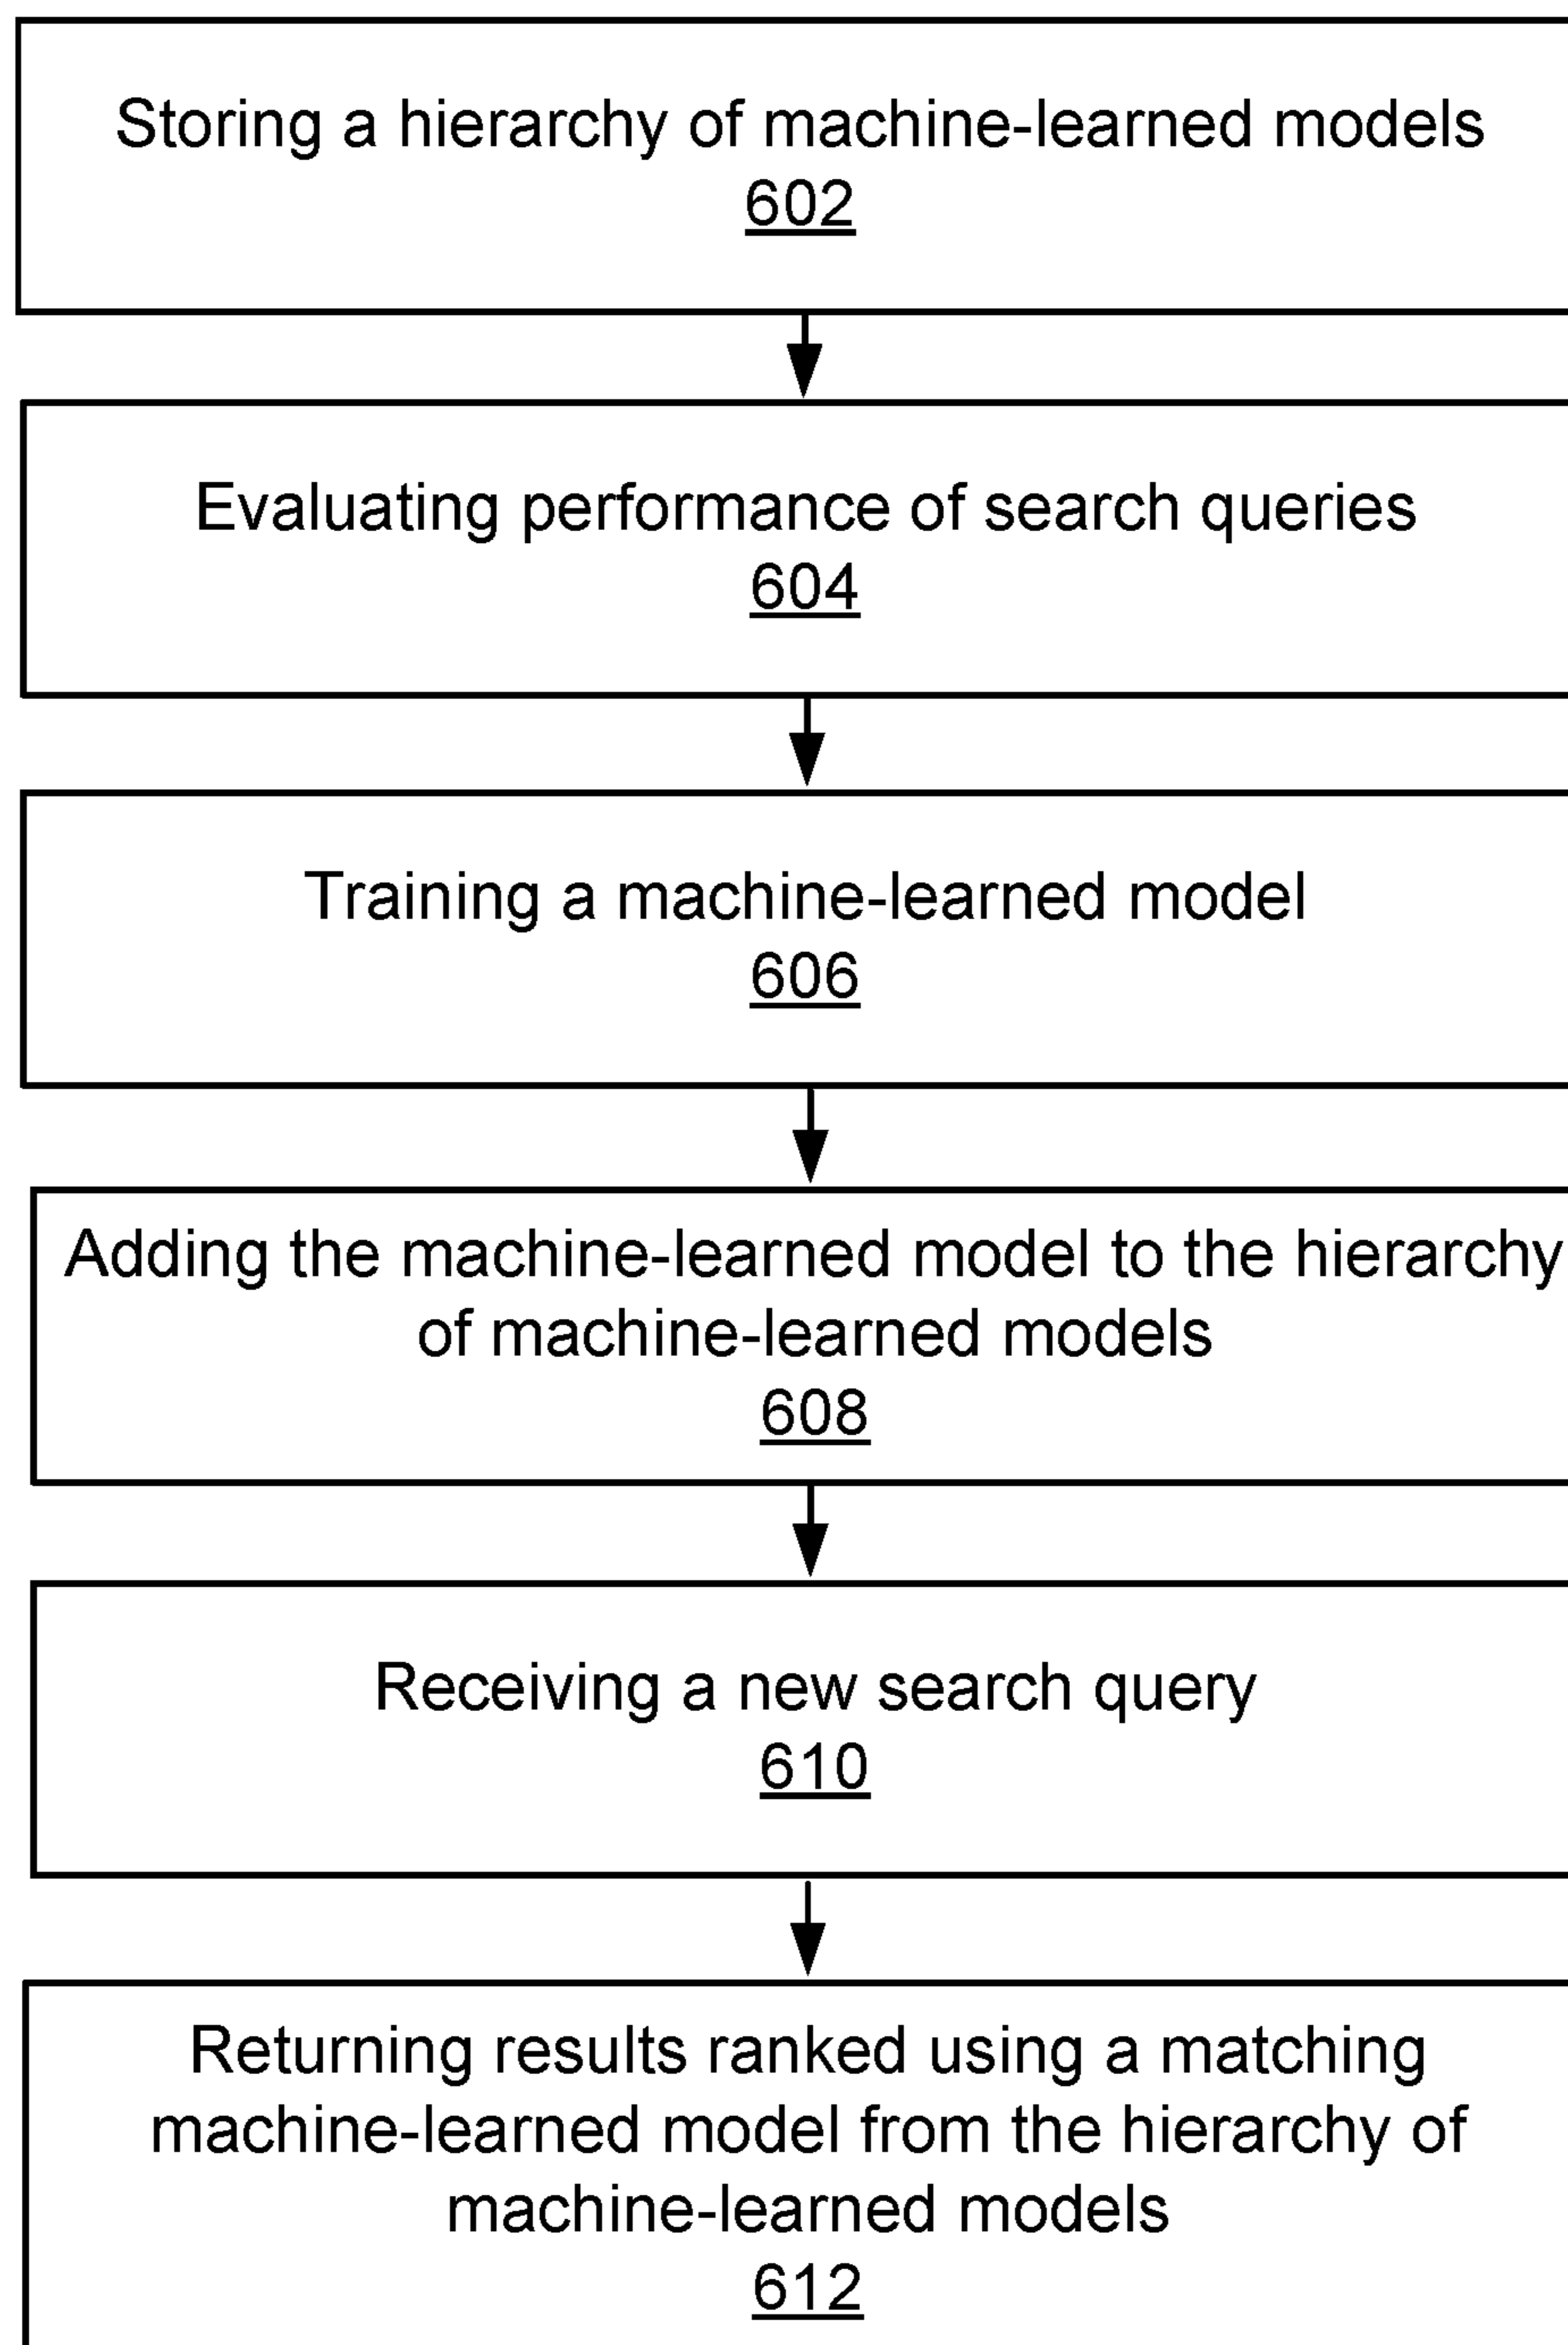 Storing a hierarchy of machine-learned models
602
Evaluating performance of search queries
604
Training a machine-learned model
606
Adding the machine-learned model to the hierarchy
of machine-learned models
608
Receiving a new search query
610
Returning results ranked using a matching
machine-learned model from the hierarchy of
machine-learned models
612